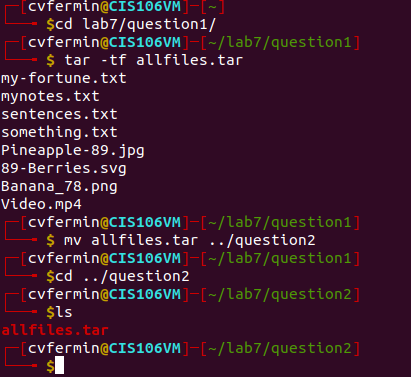 ┌─[cvfermin@CIS106VM]─[~]
└──╼ $cd lab7/question1/
┌─[cvfermin@CIS106VM]─[~/lab7/question1]
└──╼ $ tar -tf allfiles.tar
my-fortune.txt
mynotes.txt
sentences.txt
something.txt
Pineapple-89.jpg
89-Berries.svg
Banana_78.png
Video.mp4
┌─[cvfermin@CIS106VM]─[~/lab7/question1]
└──╼ $ mv allfiles.tar ../question2
┌─[cvfermin@CIS106VM]─[~/lab7/question1]
└──╼ $cd ../question2
┌─[cvfermin@CIS106VM]─[~/lab7/question2]
└──╼ $ls
allfiles.tar
┌─[cvfermin@CIS106VM]─[~/lab7/question2]
└──╼ $